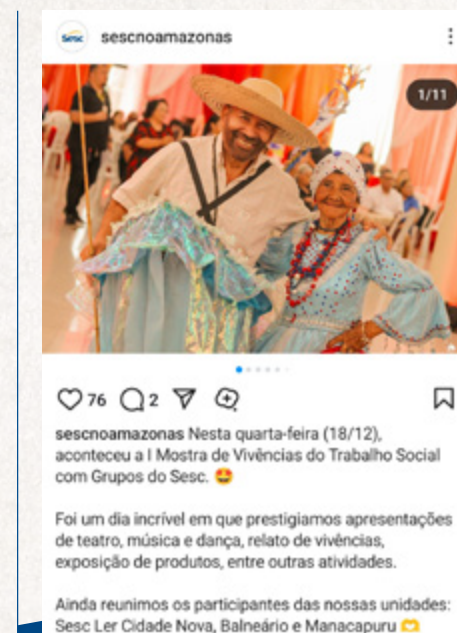 Sesc sescnoamazonas
1/11
76 2
sescnoamazonas Nesta quarta-feira (18/12),
aconteceu a I Mostra de Vivências do Trabalho Social
com Grupos do Sesc. 🤩
Foi um dia incrível em que prestigiamos apresentações
de teatro, música e dança, relato de vivências,
exposição de produtos, entre outras atividades.
Ainda reunimos os participantes das nossas unidades:
Sesc Ler Cidade Nova, Balneário e Manacapuru 🫶